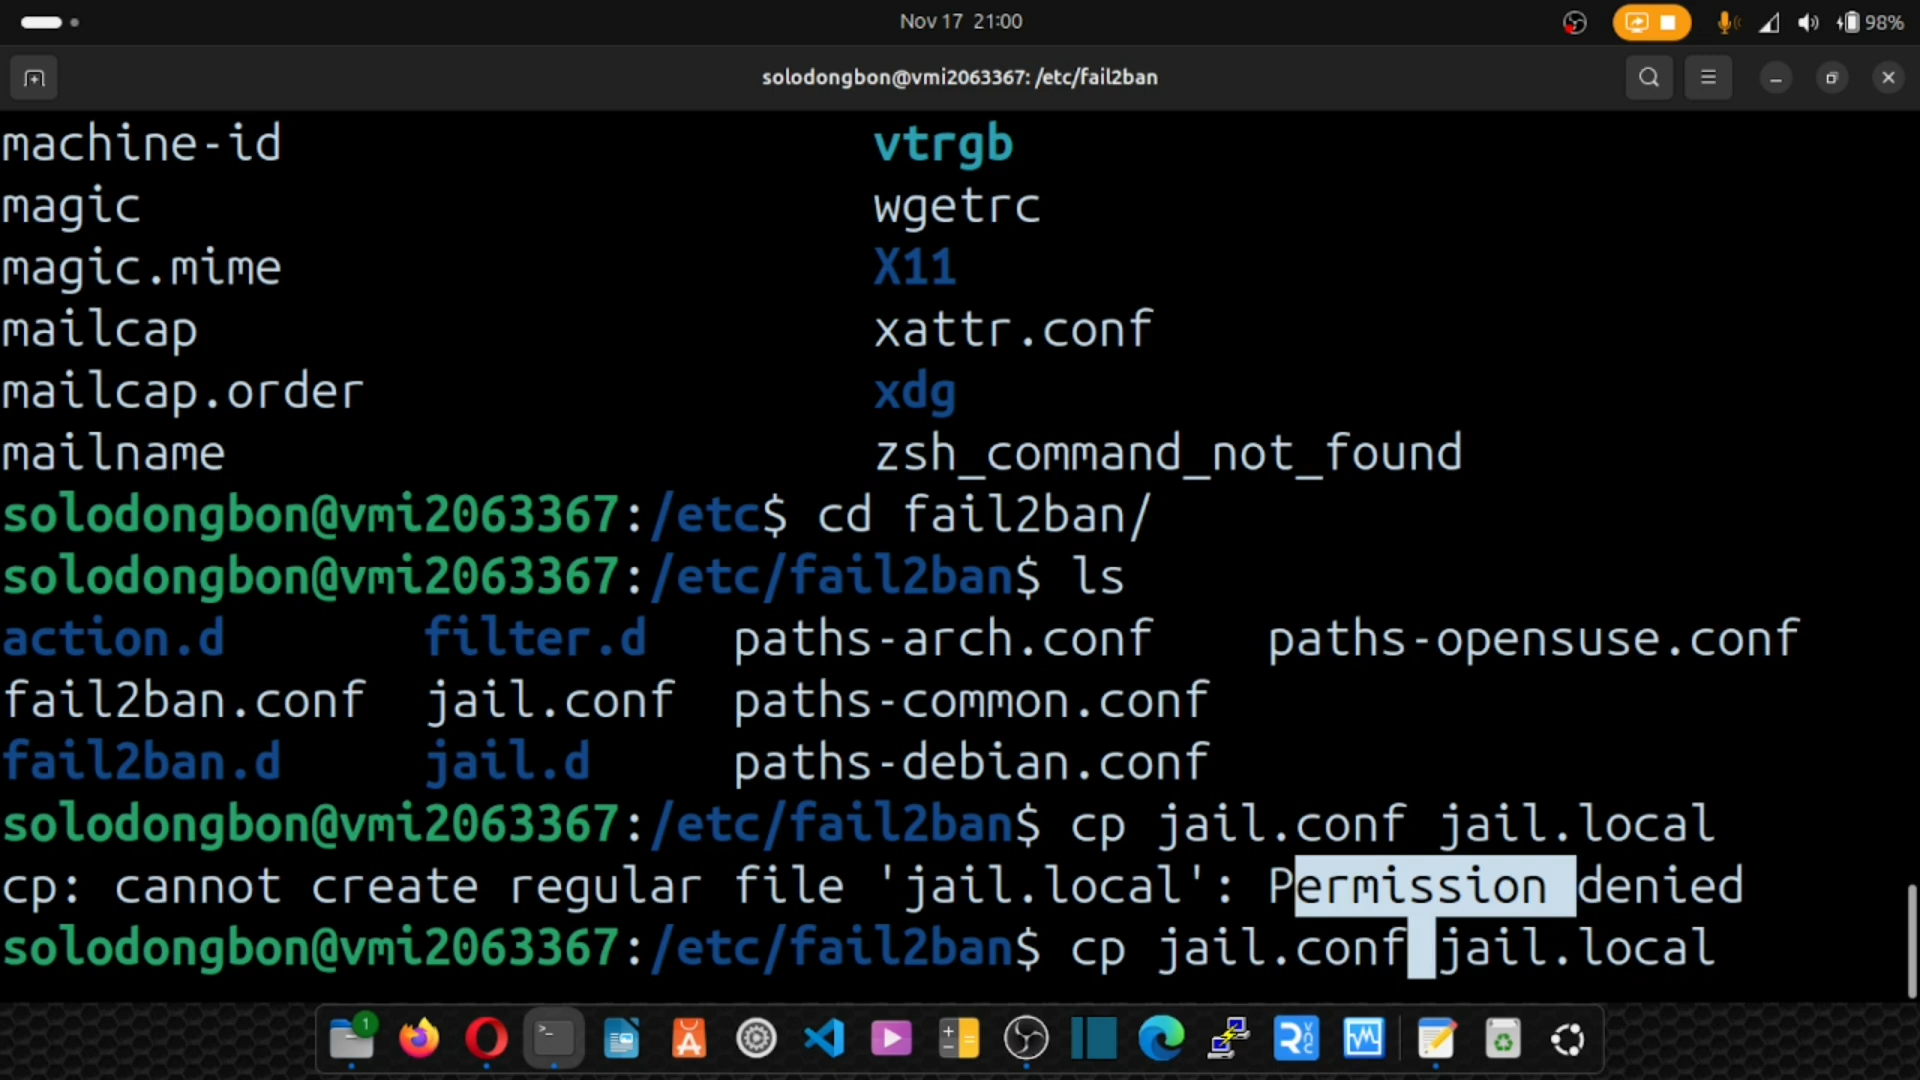 Nov 17 21:00
98%
solodongbon@vmi2063367: /etc/fail2ban
machine-id vtrgb
magic wgetrc
magic.mime X11
mailcap xattr.conf
mailcap.order xdg
mailname zsh_command_not_found
solodongbon@vmi2063367:/etc$ cd fail2ban/
solodongbon@vmi2063367:/etc/fail2ban$ ls
action.d filter.d paths-arch.conf paths-opensuse.conf
fail2ban.conf jail.conf paths-common.conf
fail2ban.d jail.d paths-debian.conf
solodongbon@vmi2063367:/etc/fail2ban$ cp jail.conf jail.local
cp: cannot create regular file 'jail.local': Permission denied
solodongbon@vmi2063367:/etc/fail2ban$ cp jail.conf jail.local
1